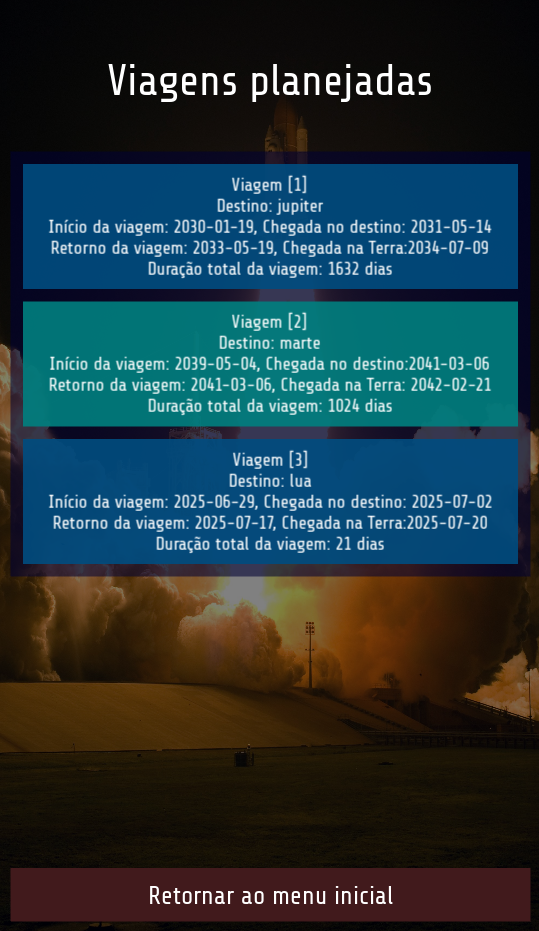 Viagens planejadas
Viagem [1]
Destino: jupiter
Início da viagem: 2030-01-19, Chegada no destino: 2031-05-14
Retorno da viagem: 2033-05-19, Chegada na Terra:2034-07-09
Duração total da viagem: 1632 dias
Viagem [2]
Destino: marte
Início da viagem: 2039-05-04, Chegada no destino:2041-03-06
Retorno da viagem: 2041-03-06, Chegada na Terra: 2042-02-21
Duração total da viagem: 1024 dias
Viagem [3]
Destino: lua
Início da viagem: 2025-06-29, Chegada no destino: 2025-07-02
Retorno da viagem: 2025-07-17, Chegada na Terra:2025-07-20
Duração total da viagem: 21 dias
Retornar ao menu inicial